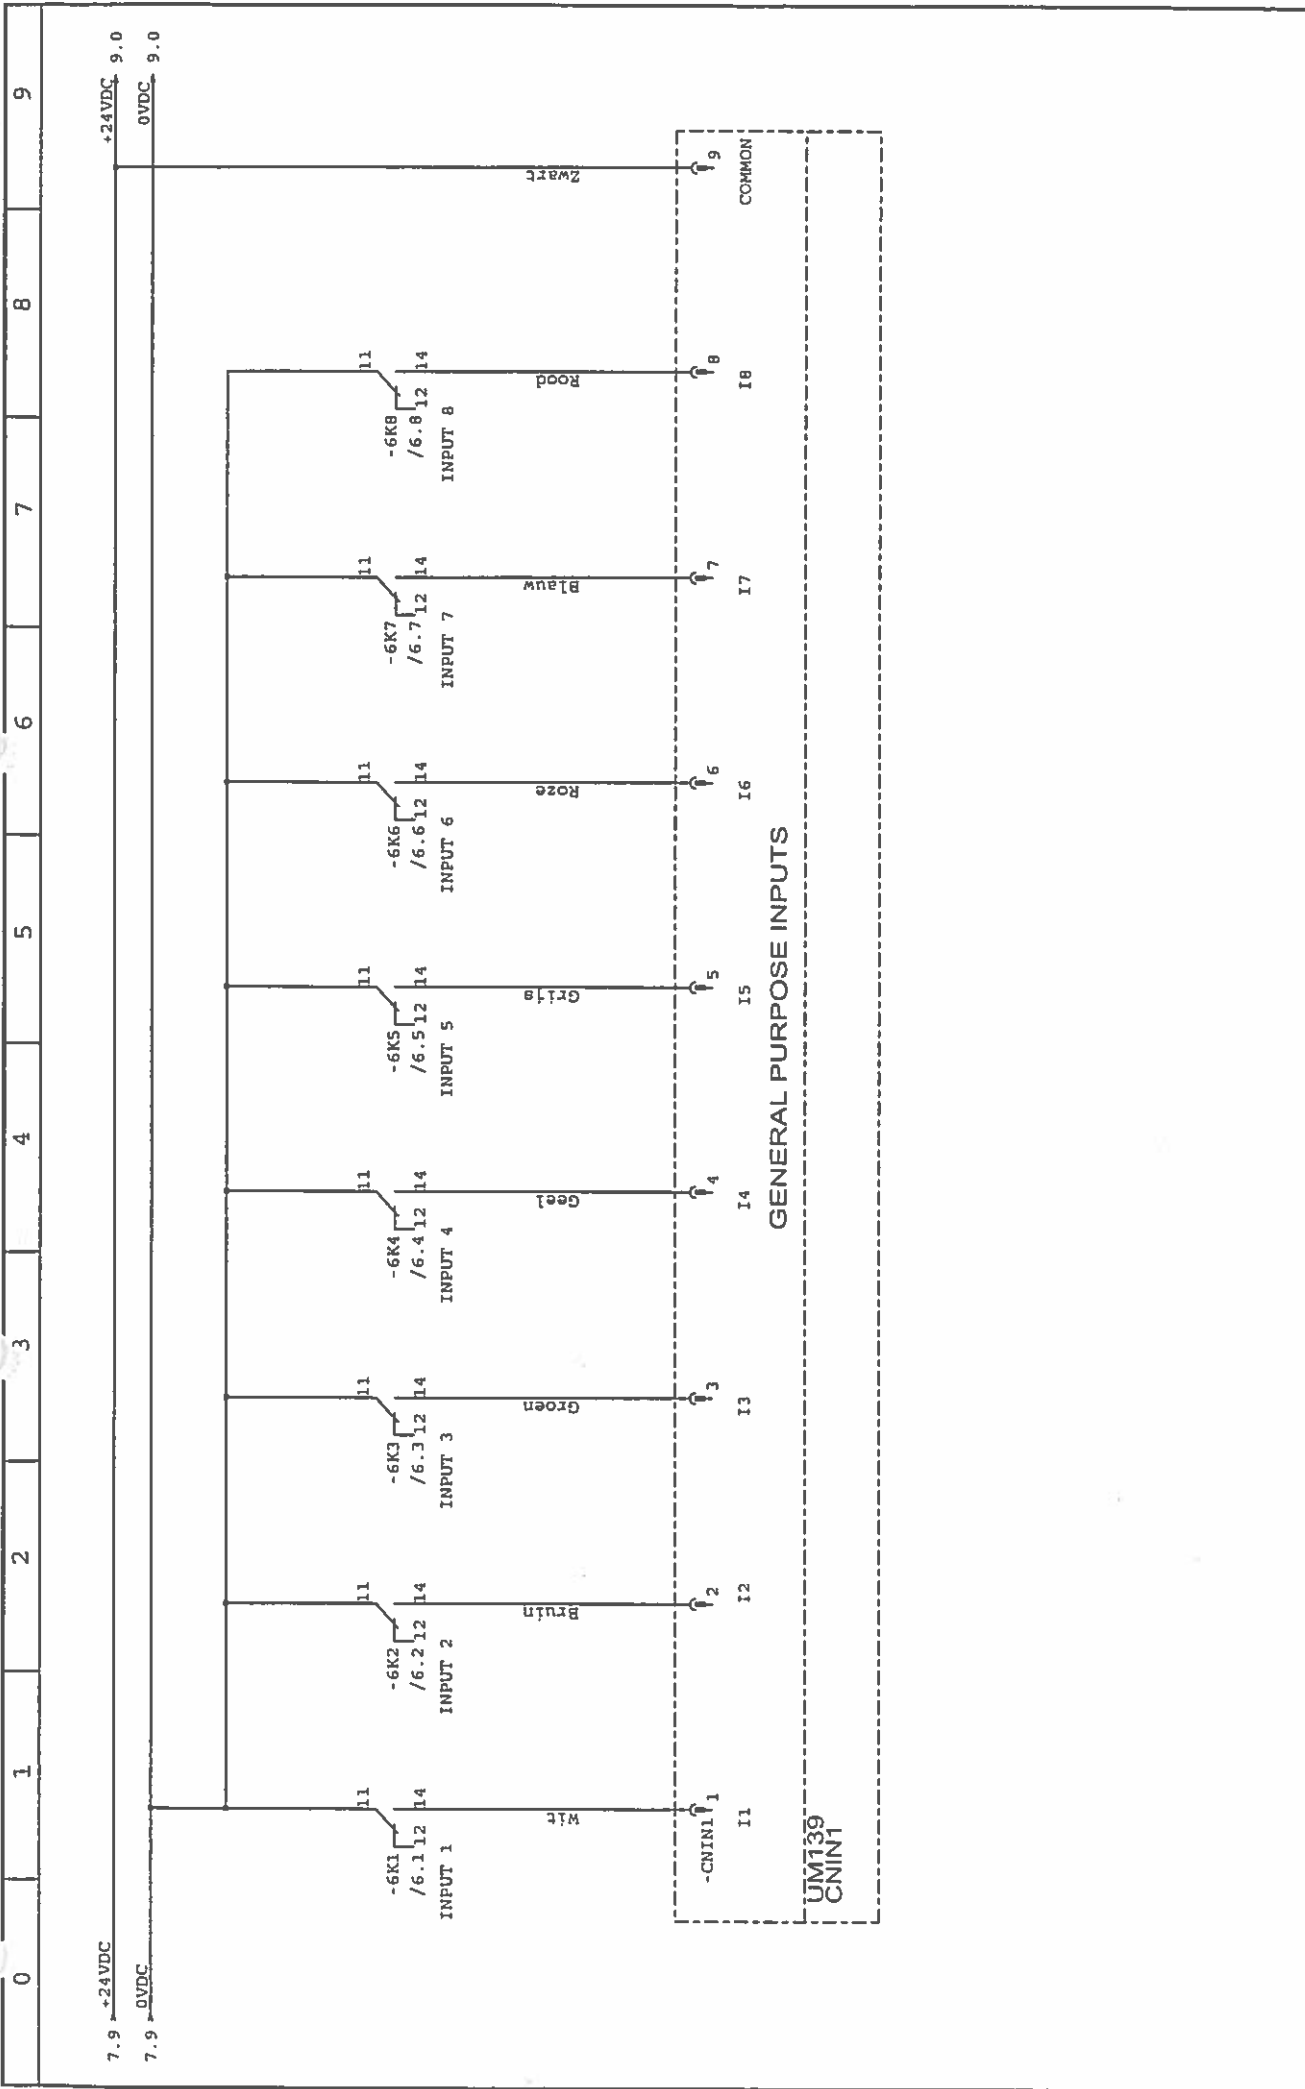 0 1 2 3 4 5 6 7 8 9
7.9 +24VDC +24VDC 9.0
7.9 0VDC 0VDC 9.0
11 11 11 11 11 11 11 11
-6K1 -6K2 -6K3 -6K4 -6K5 -6K6 -6K7 -6K8
/6.1 12 14 /6.2 12 14 /6.3 12 14 /6.4 12 14 /6.5 12 14 /6.6 12 14 /6.7 12 14 /6.8 12 14
INPUT 1 INPUT 2 INPUT 3 INPUT 4 INPUT 5 INPUT 6 INPUT 7 INPUT 8
Wit Bruin Groen Geel Grijs Roze Blauw Rood Zwart
-CNIN1 1 2 3 4 5 6 7 8 9
I1 I2 I3 I4 I5 I6 I7 I8 COMMON
GENERAL PURPOSE INPUTS
UM139
CNIN1